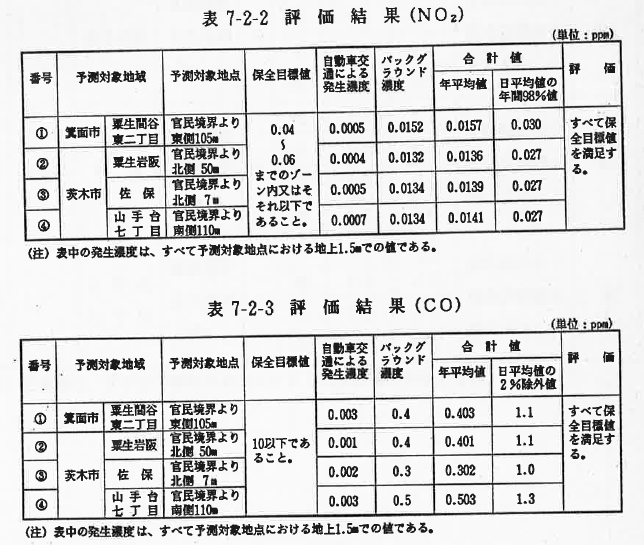 表 7-2-2 評 価 結 果 (NO₂)
(単位：ppm)
番号 予測対象地域 予測対象地点 保全目標値 自動車交通による発生濃度 バックグラウンド濃度 合 計 値 評 価
年平均値 日平均値の年間98%値
① 箕面市 粟生間谷東二丁目 官民境界より東側105m 0.04～0.06までのゾーン内又はそれ以下であること。 0.0005 0.0152 0.0157 0.030 すべて保全目標値を満足する。
② 茨木市 粟生岩阪 官民境界より北側 50m 0.0004 0.0132 0.0136 0.027
③ 佐 保 官民境界より北側 7m 0.0005 0.0134 0.0139 0.027
④ 山 手 台七 丁 目 官民境界より南側110m 0.0007 0.0134 0.0141 0.027
(注) 表中の発生濃度は、すべて予測対象地点における地上1.5mでの値である。
表 7-2-3 評 価 結 果 (CO)
(単位：ppm)
番号 予測対象地域 予測対象地点 保全目標値 自動車交通による発生濃度 バックグラウンド濃度 合 計 値 評 価
年平均値 日平均値の2%除外値
① 箕面市 粟生間谷東二丁目 官民境界より東側105m 10以下であること。 0.003 0.4 0.403 1.1 すべて保全目標値を満足する。
② 茨木市 粟生岩阪 官民境界より北側 50m 0.001 0.4 0.401 1.1
③ 佐 保 官民境界より北側 7m 0.002 0.3 0.302 1.0
④ 山 手 台七 丁 目 官民境界より南側110m 0.003 0.5 0.503 1.3
(注) 表中の発生濃度は、すべて予測対象地点における地上1.5mでの値である。